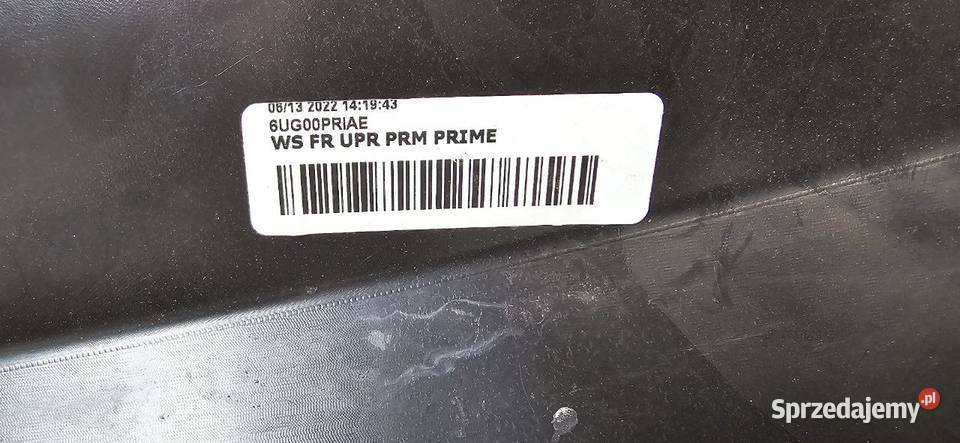 06/13 2022 14:19:43
6UG00PRIAE
WS FR UPR PRM PRIME
Sprzedajemy.pl